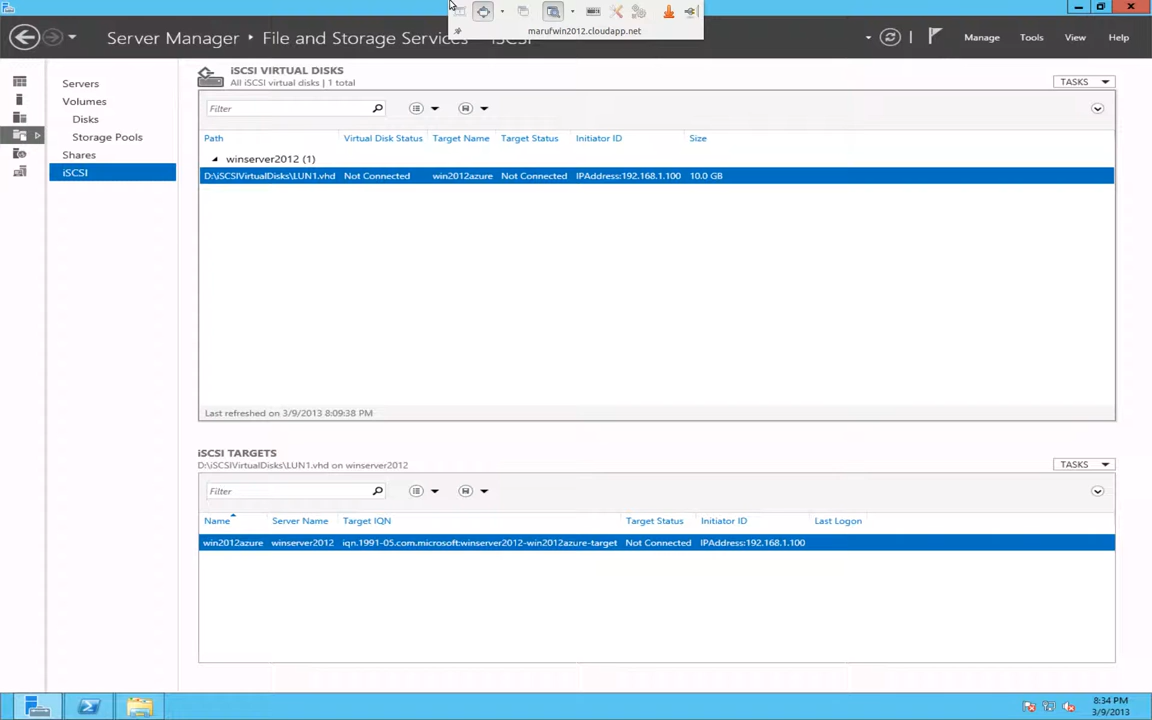 marufwin2012.cloudapp.net
Server Manager ▸ File and Storage Services ▸ iSCSI
Manage Tools View Help
Servers
Volumes
Disks
Storage Pools
Shares
iSCSI
iSCSI VIRTUAL DISKS
All iSCSI virtual disks | 1 total
TASKS
Filter
Path Virtual Disk Status Target Name Target Status Initiator ID Size
winserver2012 (1)
D:\iSCSIVirtualDisks\LUN1.vhd Not Connected win2012azure Not Connected IPAddress:192.168.1.100 10.0 GB
Last refreshed on 3/9/2013 8:09:38 PM
iSCSI TARGETS
D:\iSCSIVirtualDisks\LUN1.vhd on winserver2012
TASKS
Filter
Name Server Name Target IQN Target Status Initiator ID Last Logon
win2012azure winserver2012 iqn.1991-05.com.microsoft:winserver2012-win2012azure-target Not Connected IPAddress:192.168.1.100
8:34 PM
3/9/2013